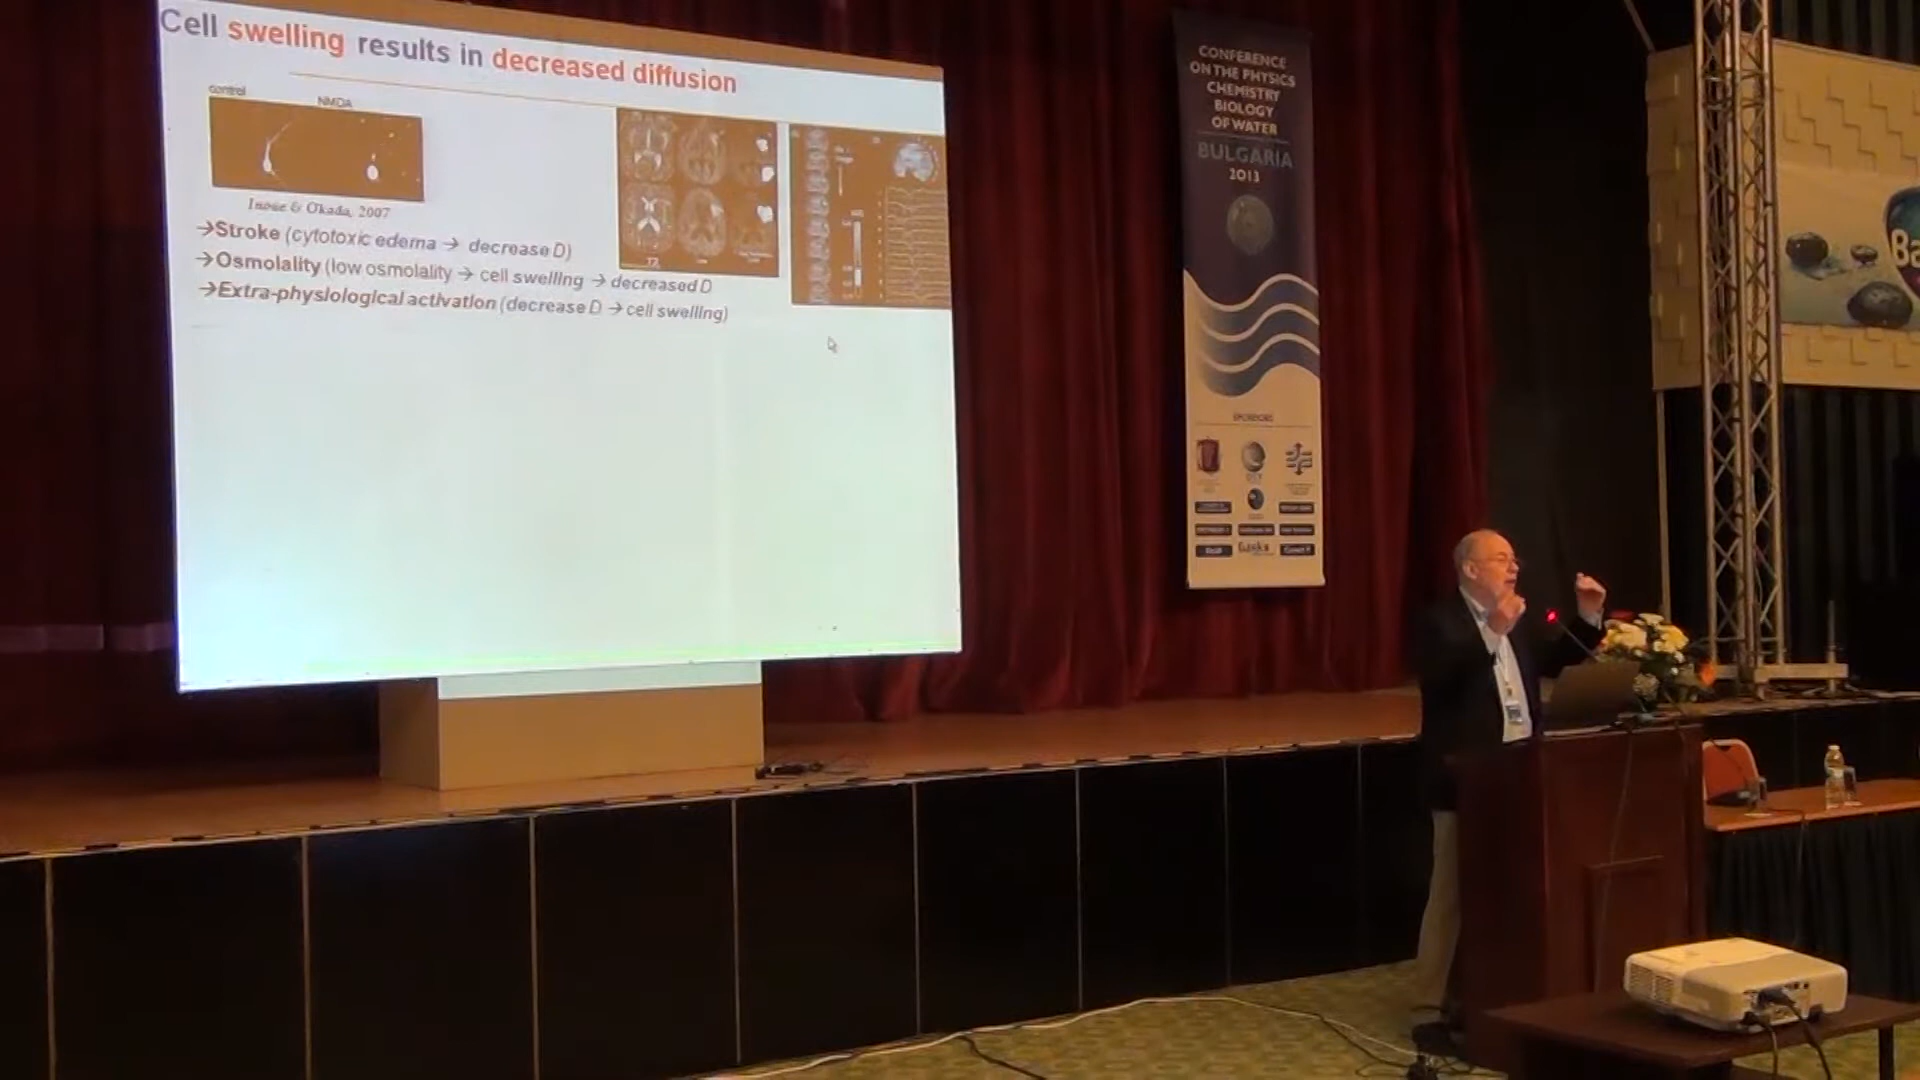 Cell swelling results in decreased diffusion
control
NMDA
Inoue & Okada, 2007
→Stroke (cytotoxic edema → decrease D)
→Osmolality (low osmolality → cell swelling → decreased D
→Extra-physiological activation (decrease D → cell swelling)
T2
CONFERENCE
ON THE PHYSICS
CHEMISTRY
BIOLOGY
OF WATER
BULGARIA
2013
SPONSORS
Ba